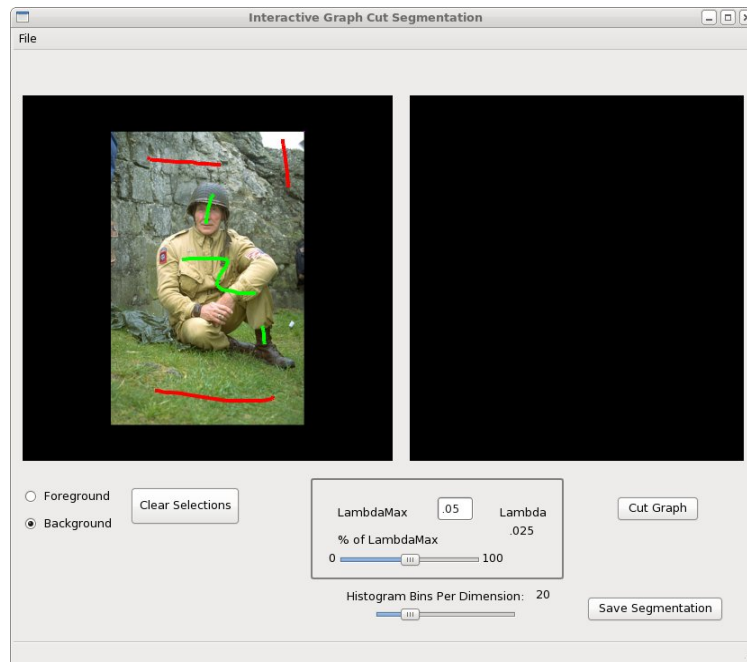 Interactive Graph Cut Segmentation
File
Foreground
Background
Clear Selections
LambdaMax
.05
Lambda
.025
% of LambdaMax
0
100
Cut Graph
Histogram Bins Per Dimension: 20
Save Segmentation